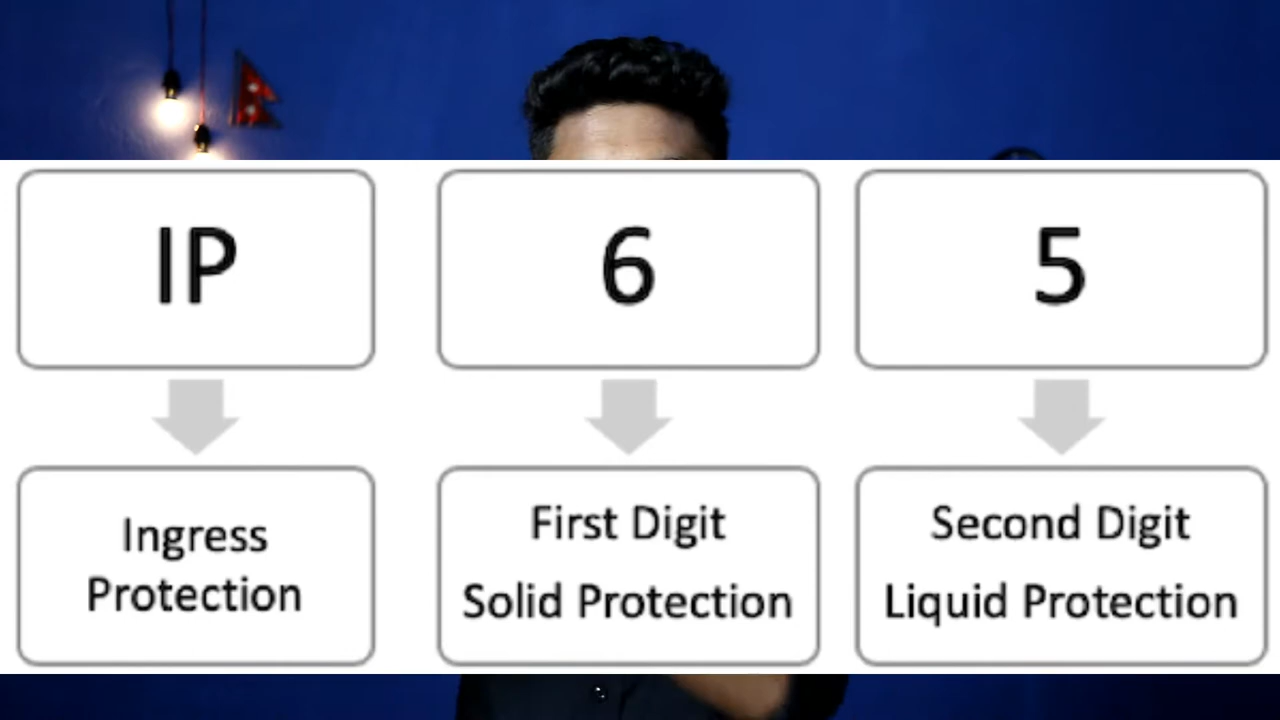 IP
6
5
Ingress
Protection
First Digit
Solid Protection
Second Digit
Liquid Protection